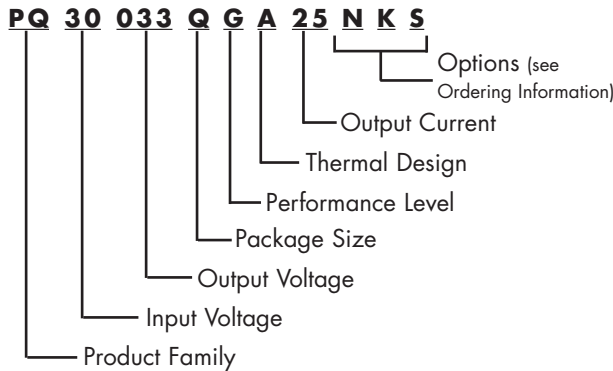 PQ 30 033 Q G A 25 N K S
Options (see
Ordering Information)
Output Current
Thermal Design
Performance Level
Package Size
Output Voltage
Input Voltage
Product Family